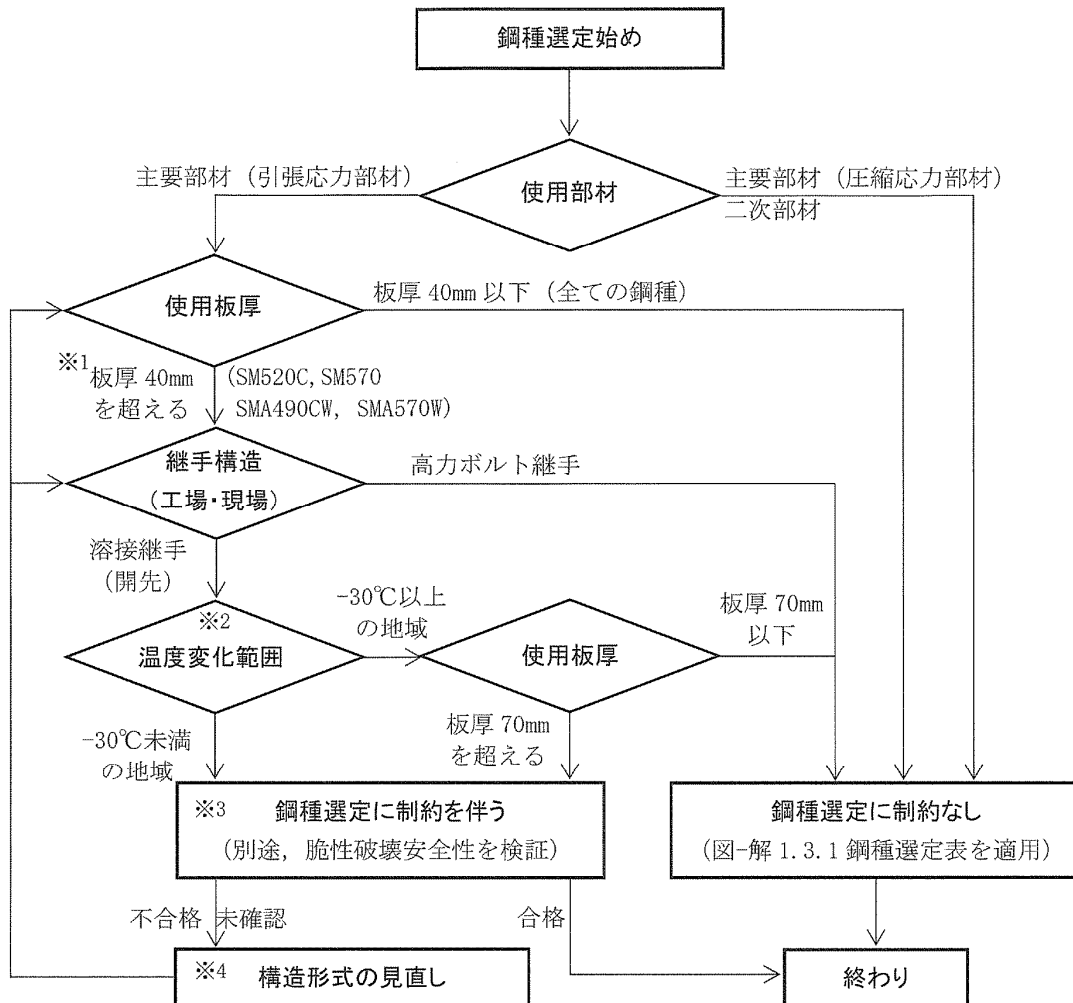 鋼種選定始め
主要部材（引張応力部材）
使用部材
主要部材（圧縮応力部材）
二次部材
使用板厚
板厚 40mm 以下（全ての鋼種）
※1 板厚 40mm
を超える
(SM520C, SM570
SMA490CW, SMA570W)
継手構造
（工場・現場）
高力ボルト継手
溶接継手
（開先）
※2
温度変化範囲
-30℃以上
の地域
使用板厚
板厚 70mm
以下
-30℃未満
の地域
板厚 70mm
を超える
※3 鋼種選定に制約を伴う
（別途，脆性破壊安全性を検証）
鋼種選定に制約なし
（図-解 1.3.1 鋼種選定表を適用）
不合格 未確認
合格
※4 構造形式の見直し
終わり